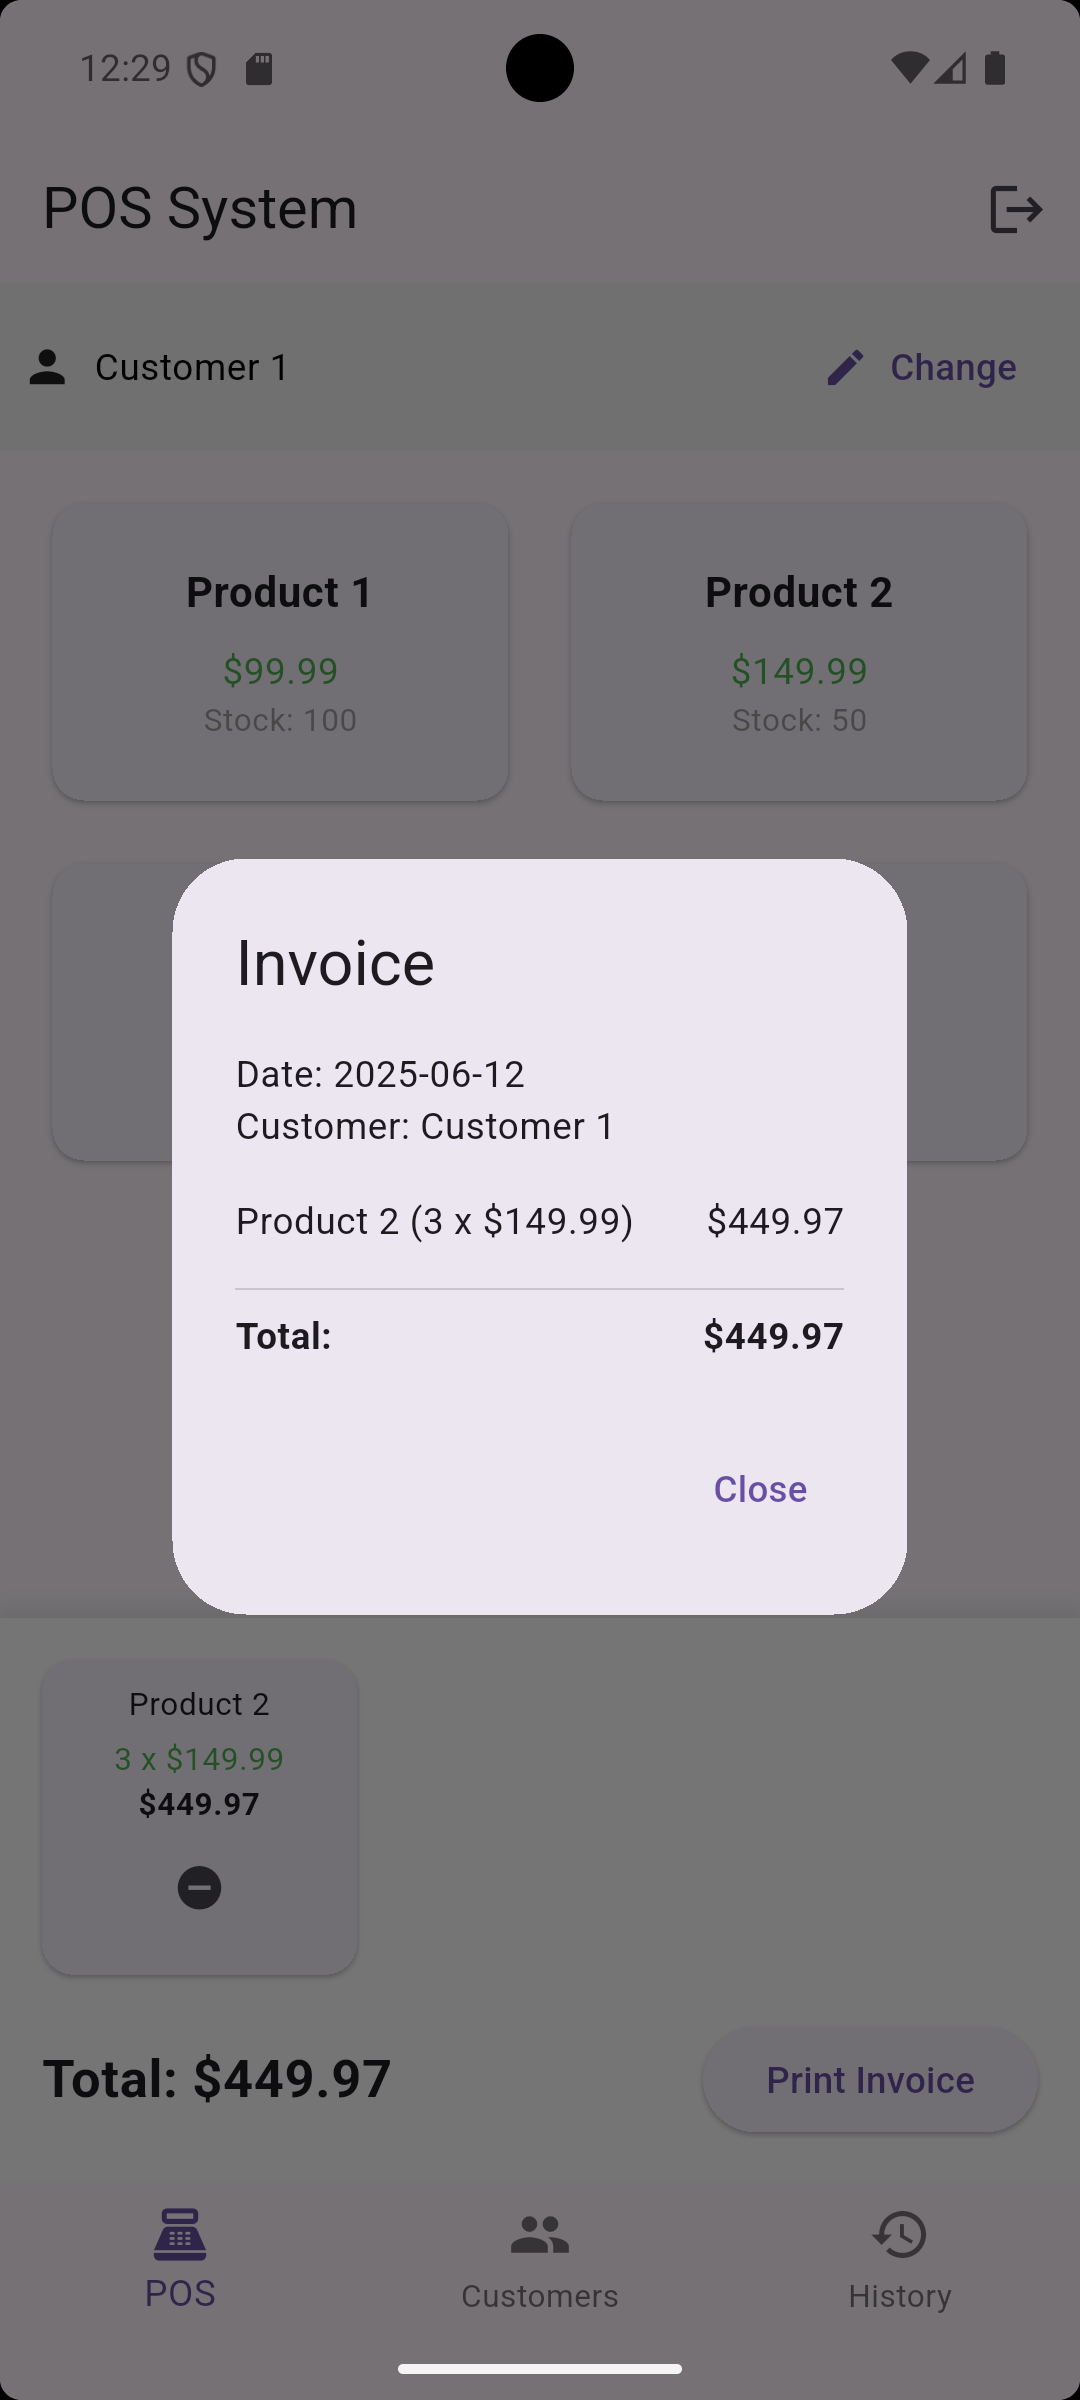 12:29
POS System
Customer 1
Change
Product 1
$99.99
Stock: 100
Product 2
$149.99
Stock: 50
Invoice
Date: 2025-06-12
Customer: Customer 1
Product 2 (3 x $149.99) $449.97
Total: $449.97
Close
Product 2
3 x $149.99
$449.97
Total: $449.97
Print Invoice
POS
Customers
History